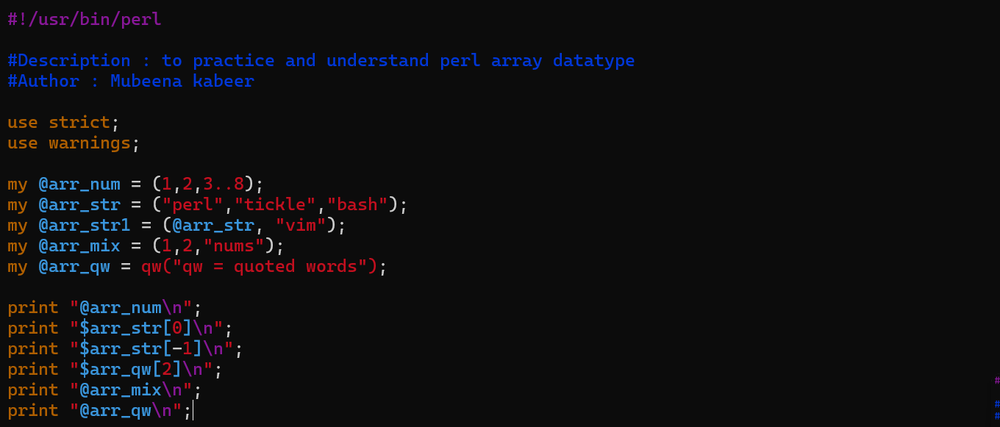 #!/usr/bin/perl
#Description : to practice and understand perl array datatype
#Author : Mubeena kabeer
use strict;
use warnings;
my @arr_num = (1,2,3..8);
my @arr_str = ("perl","tickle","bash");
my @arr_str1 = (@arr_str, "vim");
my @arr_mix = (1,2,"nums");
my @arr_qw = qw("qw = quoted words");
print "@arr_num\n";
print "$arr_str[0]\n";
print "$arr_str[-1]\n";
print "$arr_qw[2]\n";
print "@arr_mix\n";
print "@arr_qw\n";
#
#
#